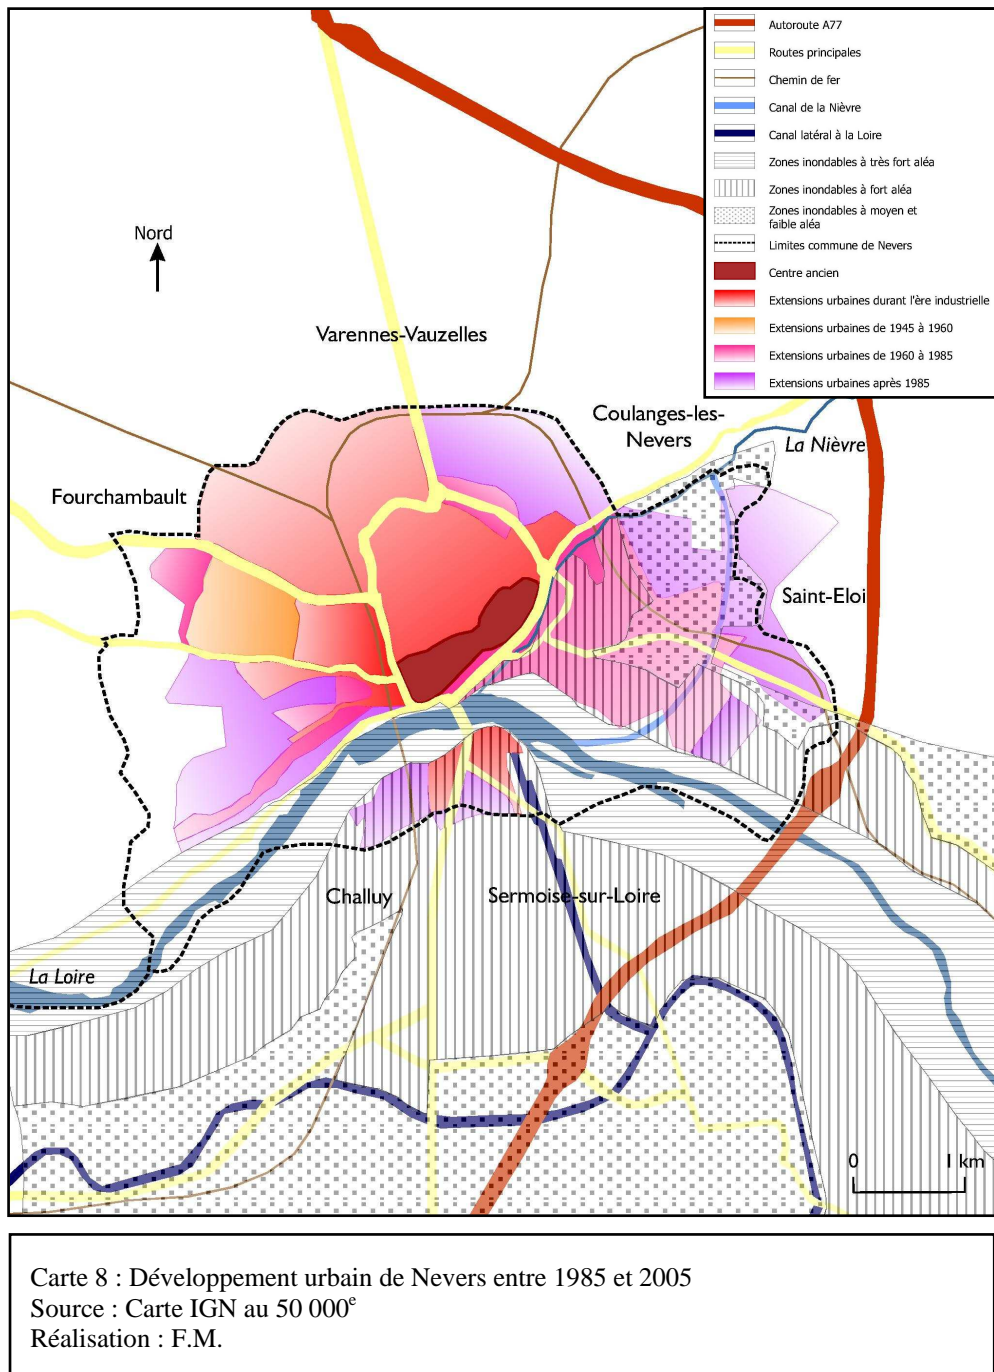 Autoroute A77
Routes principales
Chemin de fer
Canal de la Nièvre
Canal latéral à la Loire
Zones inondables à très fort aléa
Zones inondables à fort aléa
Zones inondables à moyen et
faible aléa
Limites commune de Nevers
Centre ancien
Extensions urbaines durant l'ère industrielle
Extensions urbaines de 1945 à 1960
Extensions urbaines de 1960 à 1985
Extensions urbaines après 1985
Nord
Varennes-Vauzelles
Coulanges-les-
Nevers
La Nièvre
Fourchambault
Saint-Eloi
Challuy
Sermoise-sur-Loire
La Loire
0 1 km
Carte 8 : Développement urbain de Nevers entre 1985 et 2005
Source : Carte IGN au 50 000e
Réalisation : F.M.